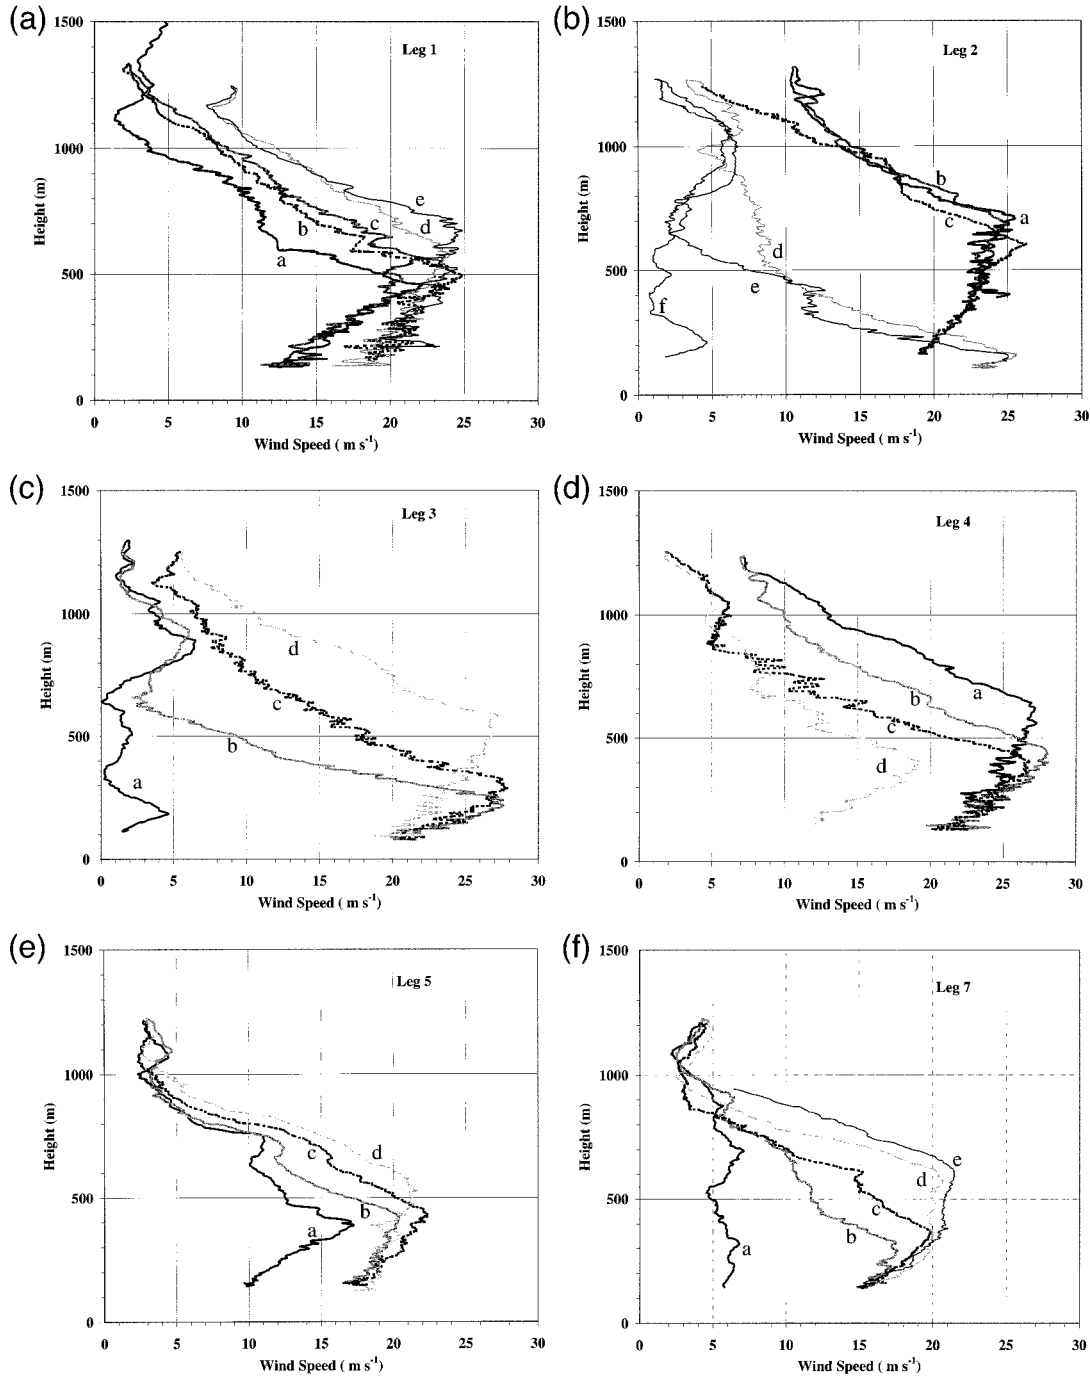 (a)
1500
1000
500
0
Height (m)
Leg 1
e
d
c
b
a
0 5 10 15 20 25 30
Wind Speed ( m s-1)
(b)
1500
1000
500
0
Height (m)
Leg 2
b
a
c
d
e
f
0 5 10 15 20 25 30
Wind Speed ( m s-1)
(c)
1500
1000
500
0
Height (m)
Leg 3
d
c
b
a
0 5 10 15 20 25 30
Wind Speed ( m s-1)
(d)
1500
1000
500
0
Height (m)
Leg 4
a
b
c
d
0 5 10 15 20 25 30
Wind Speed ( m s-1)
(e)
1500
1000
500
0
Height (m)
Leg 5
d
c
b
a
0 5 10 15 20 25 30
Wind Speed ( m s-1)
(f)
1500
1000
500
0
Height (m)
Leg 7
e
d
c
b
a
0 5 10 15 20 25 30
Wind Speed ( m s-1)